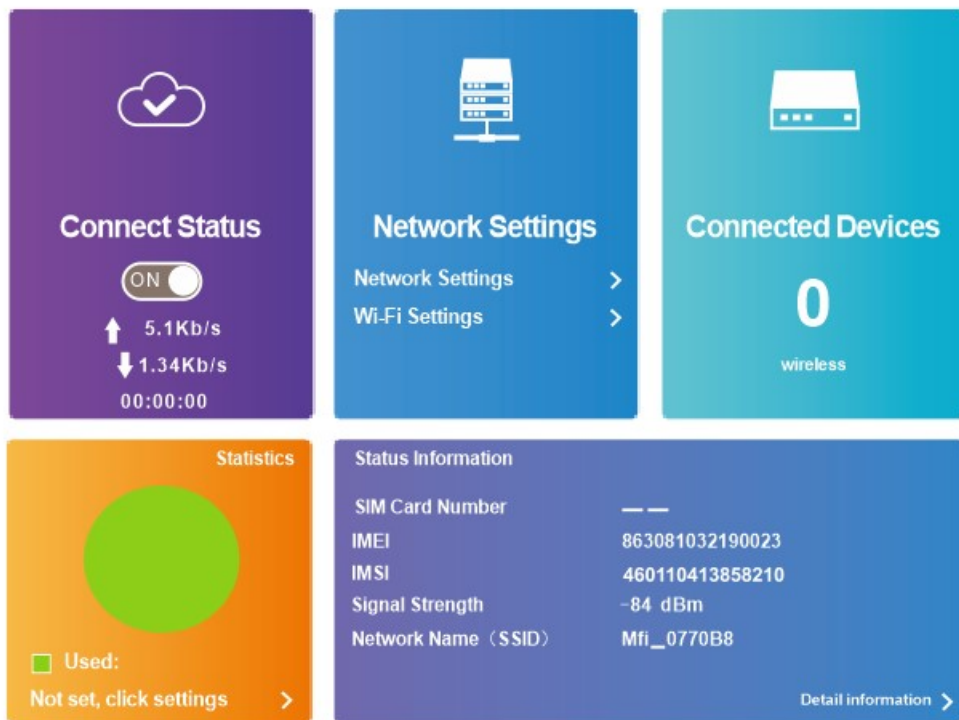 Connect Status
ON
5.1Kb/s
1.34Kb/s
00:00:00
Network Settings
Network Settings
Wi-Fi Settings
Connected Devices
0
wireless
Statistics
Used:
Not set, click settings
Status Information
SIM Card Number — —
IMEI 863081032190023
IMSI 460110413858210
Signal Strength -84 dBm
Network Name（SSID） Mfi_0770B8
Detail information